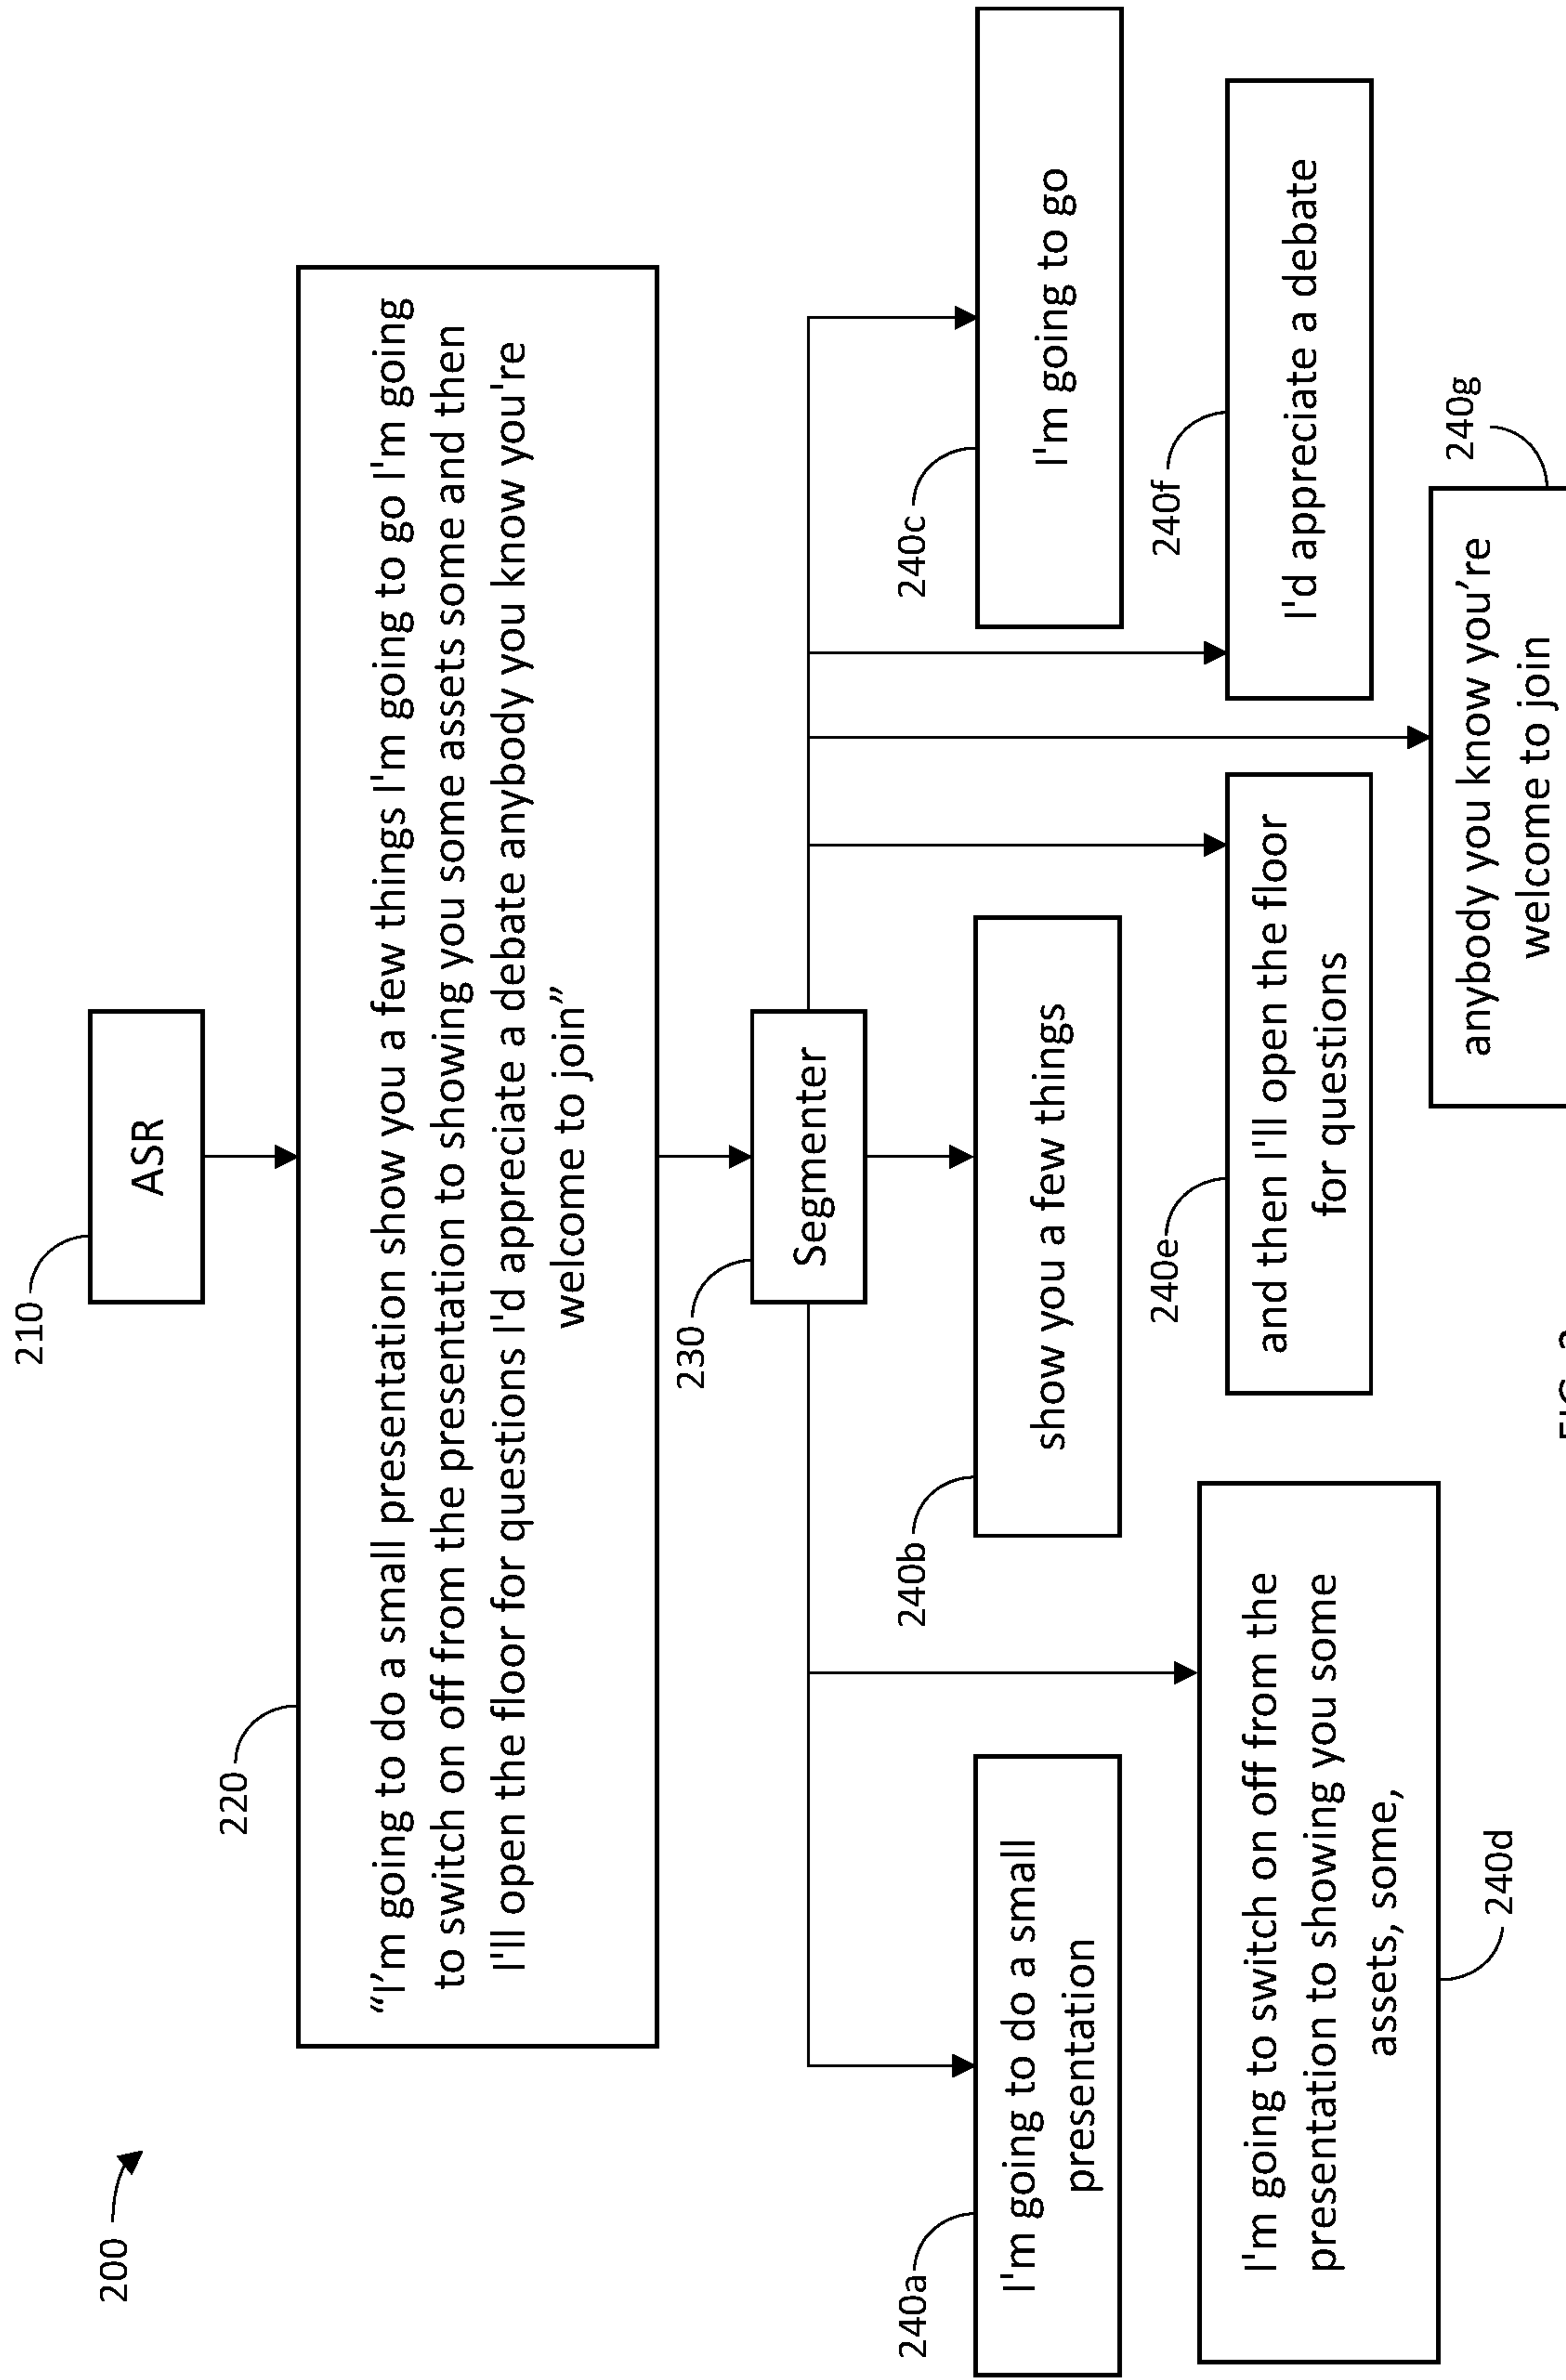 200
210
ASR
220
“I’m going to do a small presentation show you a few things I'm going to go I'm going
to switch on off from the presentation to showing you some assets some and then
I'll open the floor for questions I'd appreciate a debate anybody you know you're
welcome to join”
230
Segmenter
240a
I'm going to do a small
presentation
240b
show you a few things
240c
I'm going to go
I'm going to switch on off from the
presentation to showing you some
assets, some,
240d
240e
and then I'll open the floor
for questions
240f
I'd appreciate a debate
240g
anybody you know you’re
welcome to join